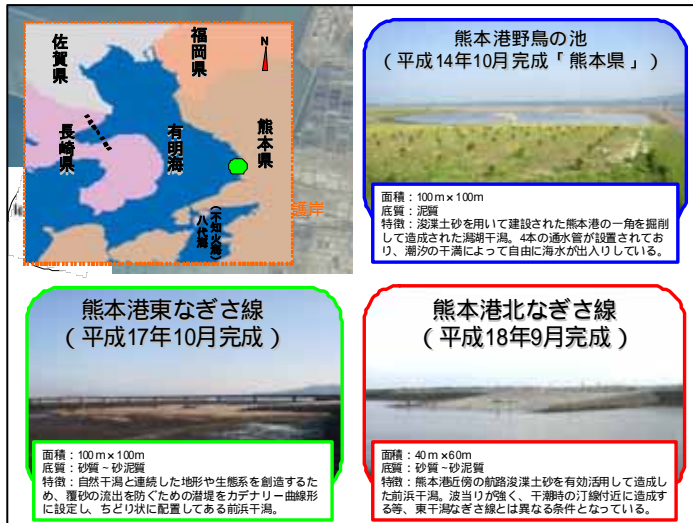 佐賀県
福岡県
N
長崎県
有明海
熊本県
(不知火海)
八代海
護岸
熊本港野鳥の池
(平成14年10月完成「熊本県」)
面積:100m×100m
底質:泥質
特徴:浚渫土砂を用いて建設された熊本港の一角を掘削
して造成された潟湖干潟。4本の通水管が設置されてお
り、潮汐の干満によって自由に海水が出入りしている。
熊本港東なぎさ線
(平成17年10月完成)
面積:100m×100m
底質:砂質~砂泥質
特徴:自然干潟と連続した地形や生態系を創造するた
め、覆砂の流出を防ぐための潜堤をカデナリー曲線形
に設定し、ちどり状に配置してある前浜干潟。
熊本港北なぎさ線
(平成18年9月完成)
面積:40m×60m
底質:砂質~砂泥質
特徴:熊本港近傍の航路浚渫土砂を有効活用して造成し
た前浜干潟。波当りが強く、干潮時の汀線付近に造成す
る等、東干潟なぎさ線とは異なる条件となっている。